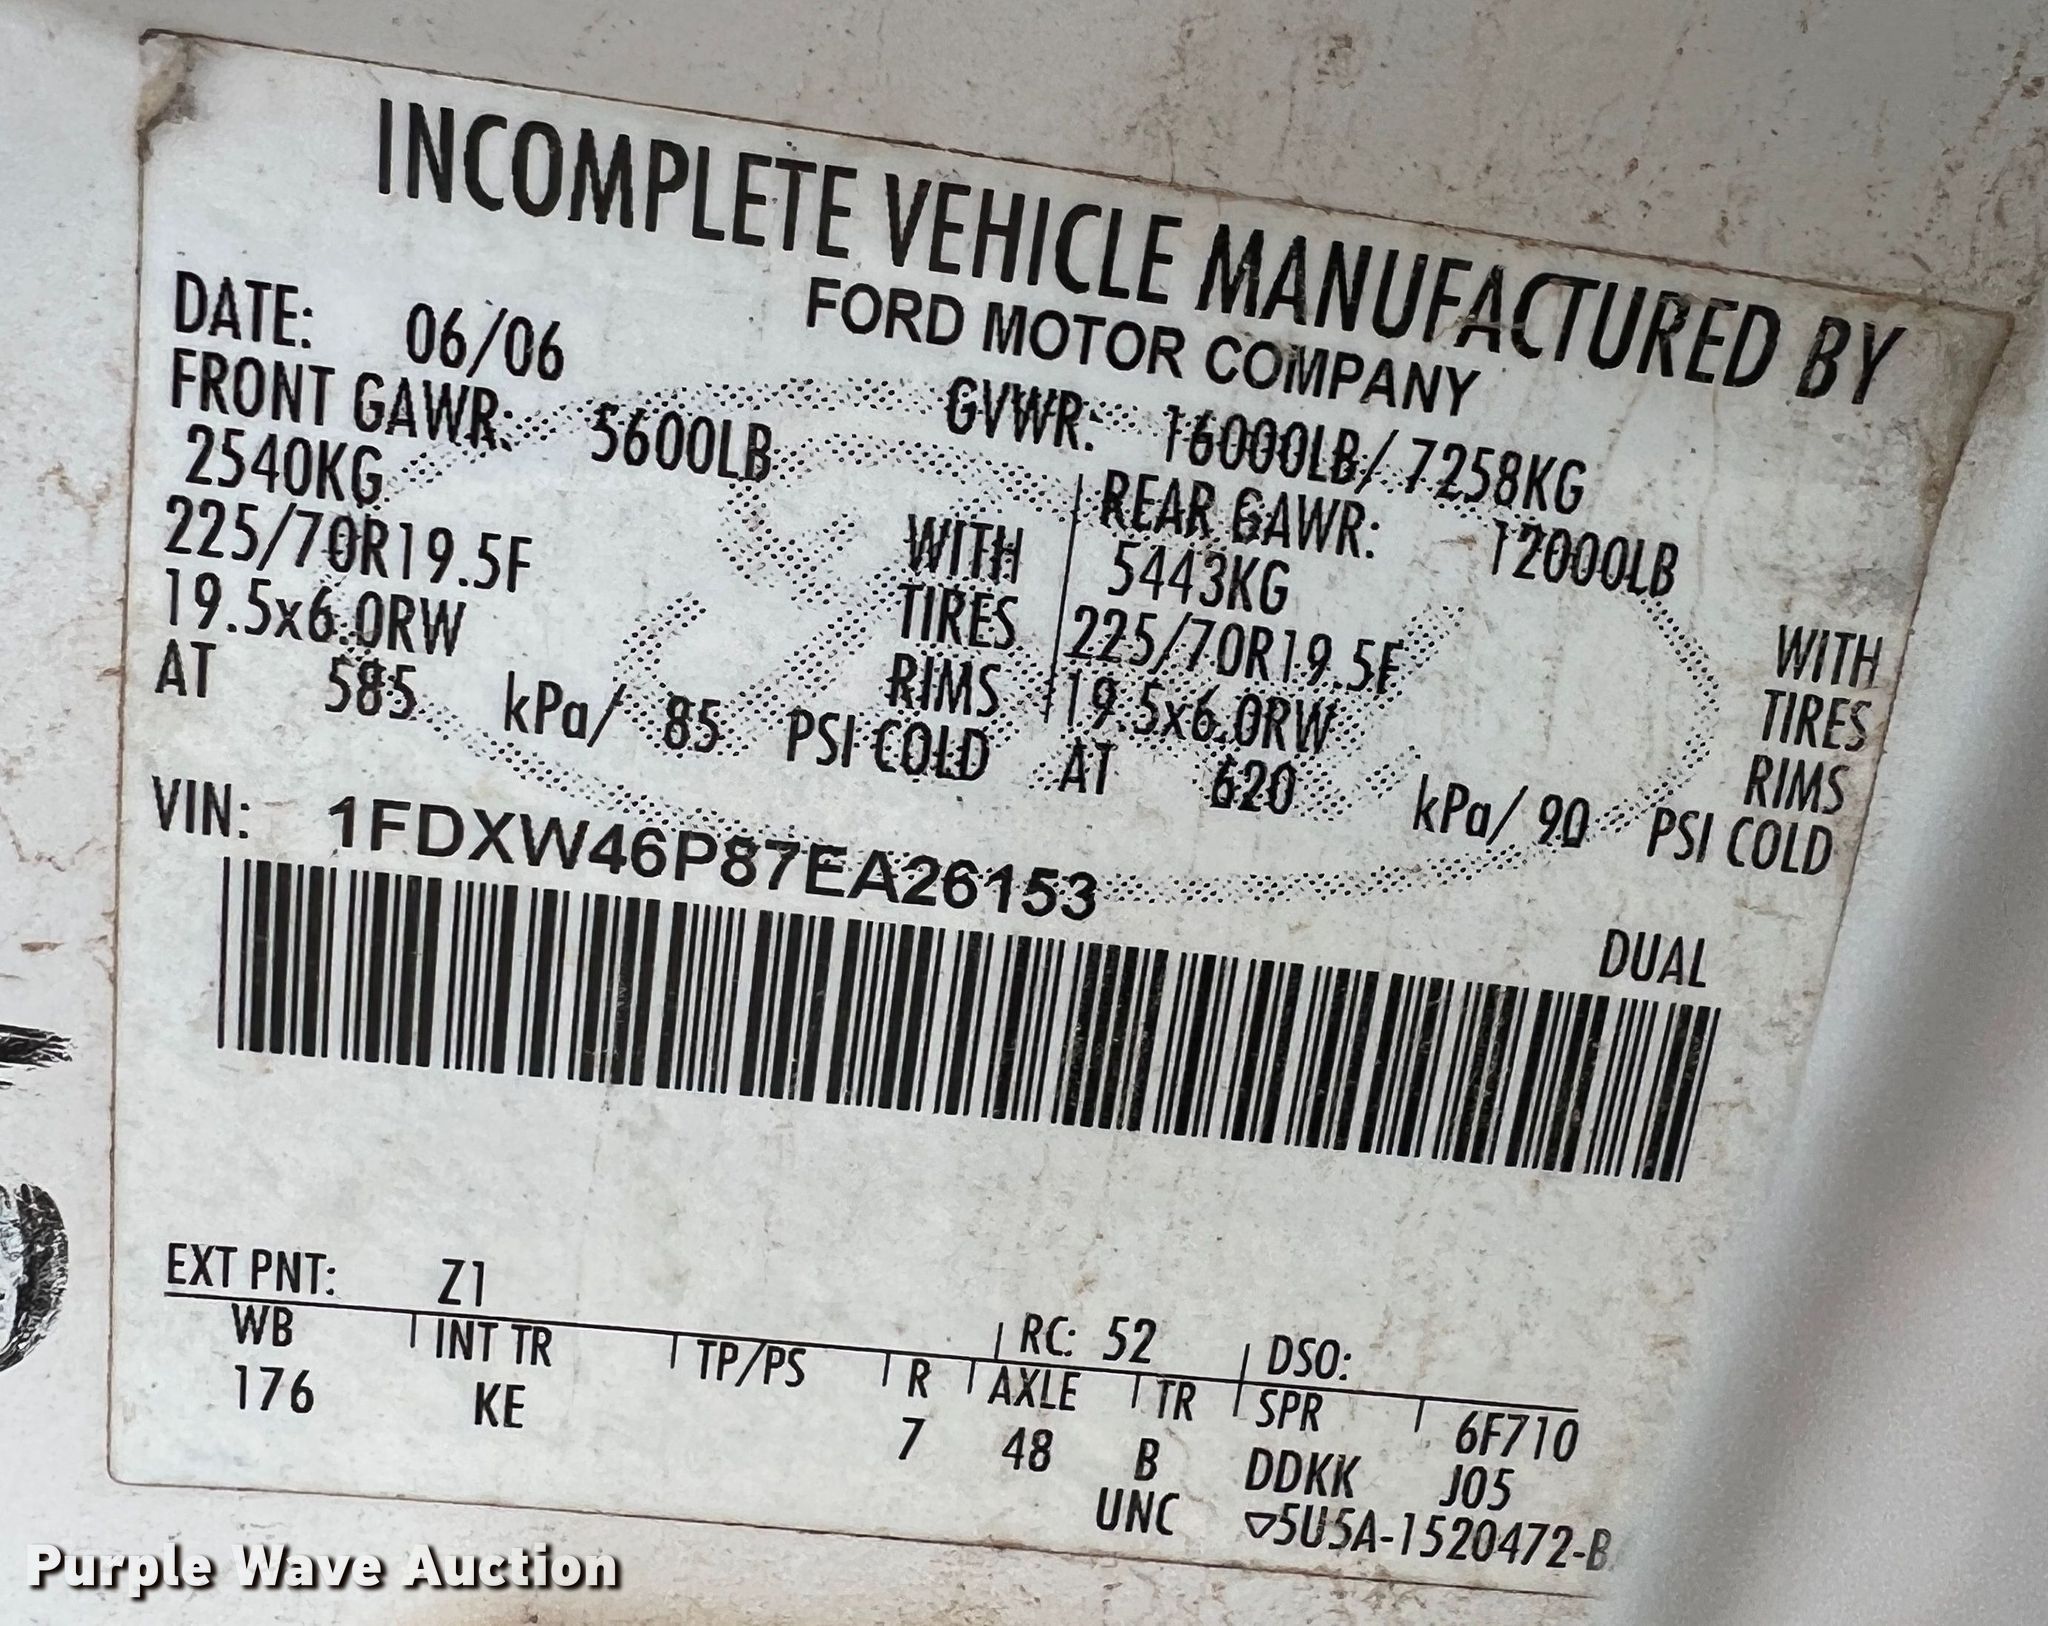 INCOMPLETE VEHICLE MANUFACTURED BY
FORD MOTOR COMPANY
DATE: 06/06 GVWR: 16000LB/ 7258KG
FRONT GAWR: 5600LB REAR GAWR: 12000LB
2540KG WITH 5443KG WITH
225/70R19.5F TIRES 225/70R19.5F TIRES
19.5x6.0RW RIMS 19.5x6.0RW RIMS
AT 585 kPa/ 85 PSI COLD AT 620 kPa/ 90 PSI COLD
VIN: 1FDXW46P87EA26153
DUAL
EXT PNT: Z1 RC: 52 DSO:
WB INT TR TP/PS R AXLE TR SPR 6F710
176 KE 7 48 B DDKK J05
UNC ▽5U5A-1520472-B
Purple Wave Auction